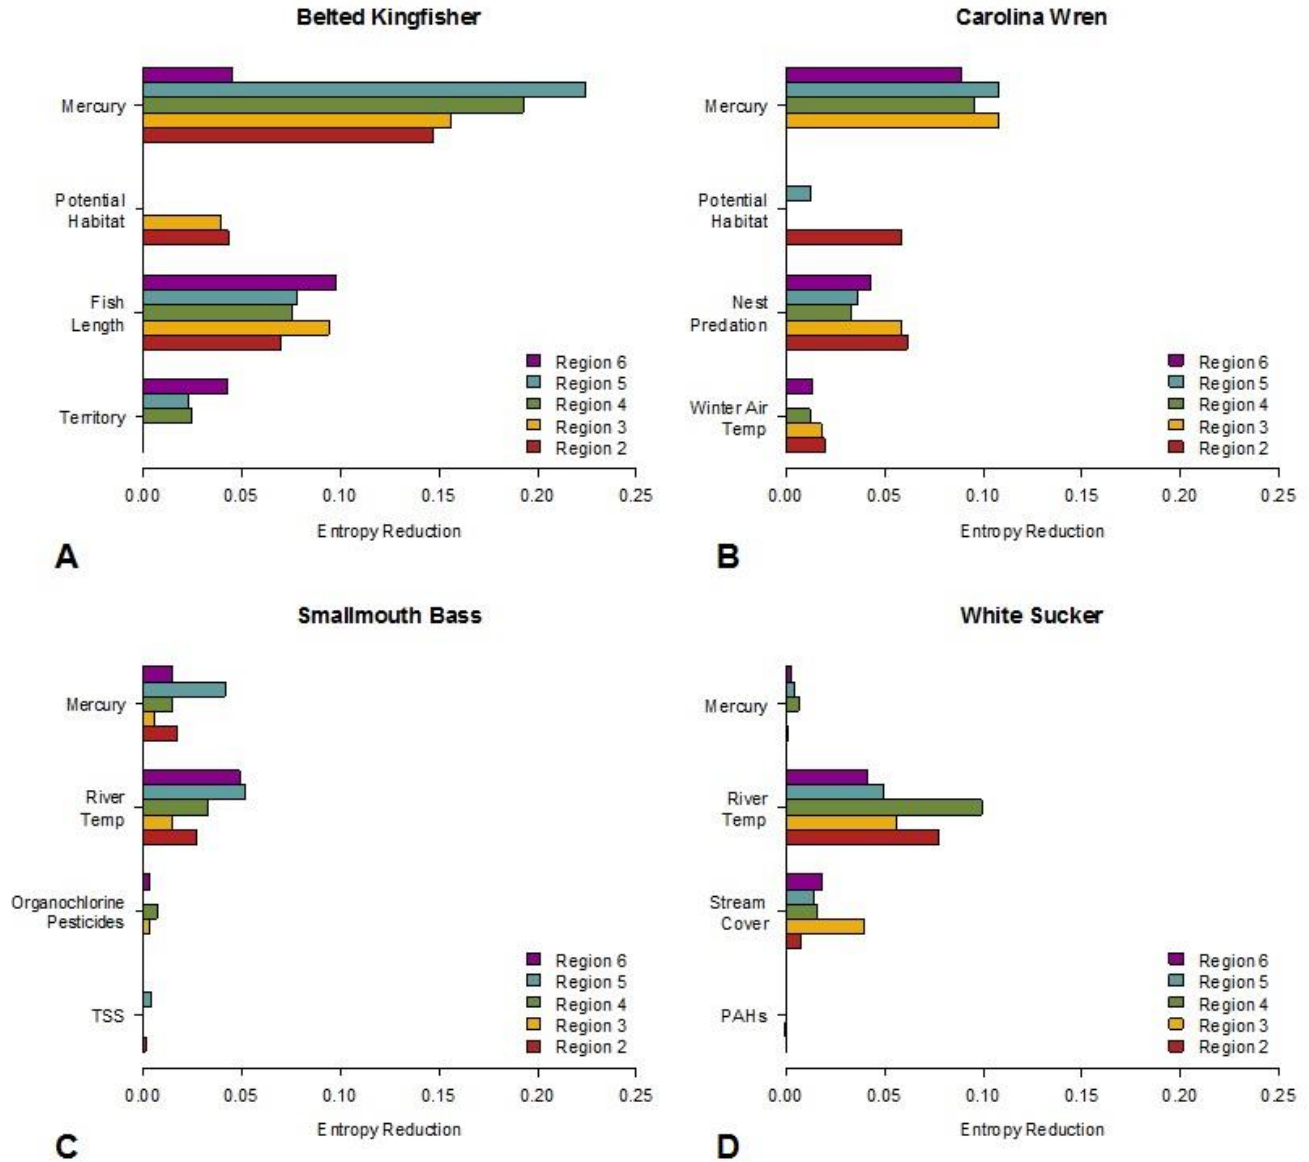 Belted Kingfisher
Mercury
Potential
Habitat
Fish
Length
Territory
Region 6
Region 5
Region 4
Region 3
Region 2
0.00 0.05 0.10 0.15 0.20 0.25
Entropy Reduction
A
Carolina Wren
Mercury
Potential
Habitat
Nest
Predation
Winter Air
Temp
Region 6
Region 5
Region 4
Region 3
Region 2
0.00 0.05 0.10 0.15 0.20 0.25
Entropy Reduction
B
Smallmouth Bass
Mercury
River
Temp
Organochlorine
Pesticides
TSS
Region 6
Region 5
Region 4
Region 3
Region 2
0.00 0.05 0.10 0.15 0.20 0.25
Entropy Reduction
C
White Sucker
Mercury
River
Temp
Stream
Cover
PAHs
Region 6
Region 5
Region 4
Region 3
Region 2
0.00 0.05 0.10 0.15 0.20 0.25
Entropy Reduction
D